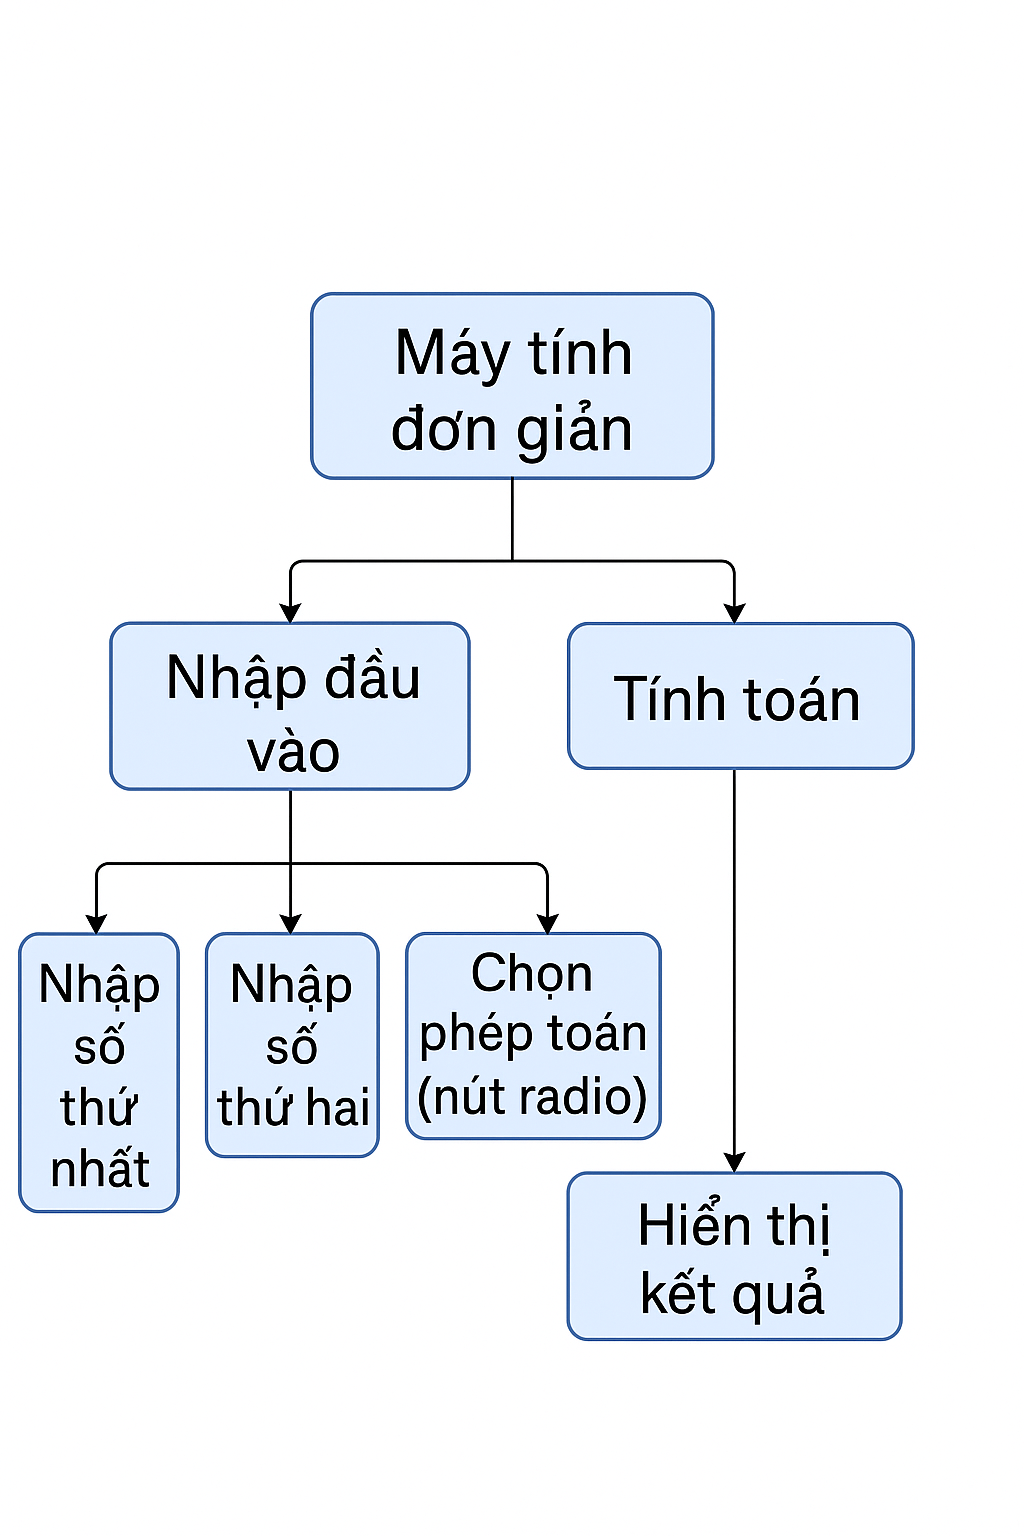 Máy tính
đơn giản
Nhập đầu
vào
Tính toán
Nhập
số
thứ
nhất
Nhập
số
thứ hai
Chọn
phép toán
(nút radio)
Hiển thị
kết quả